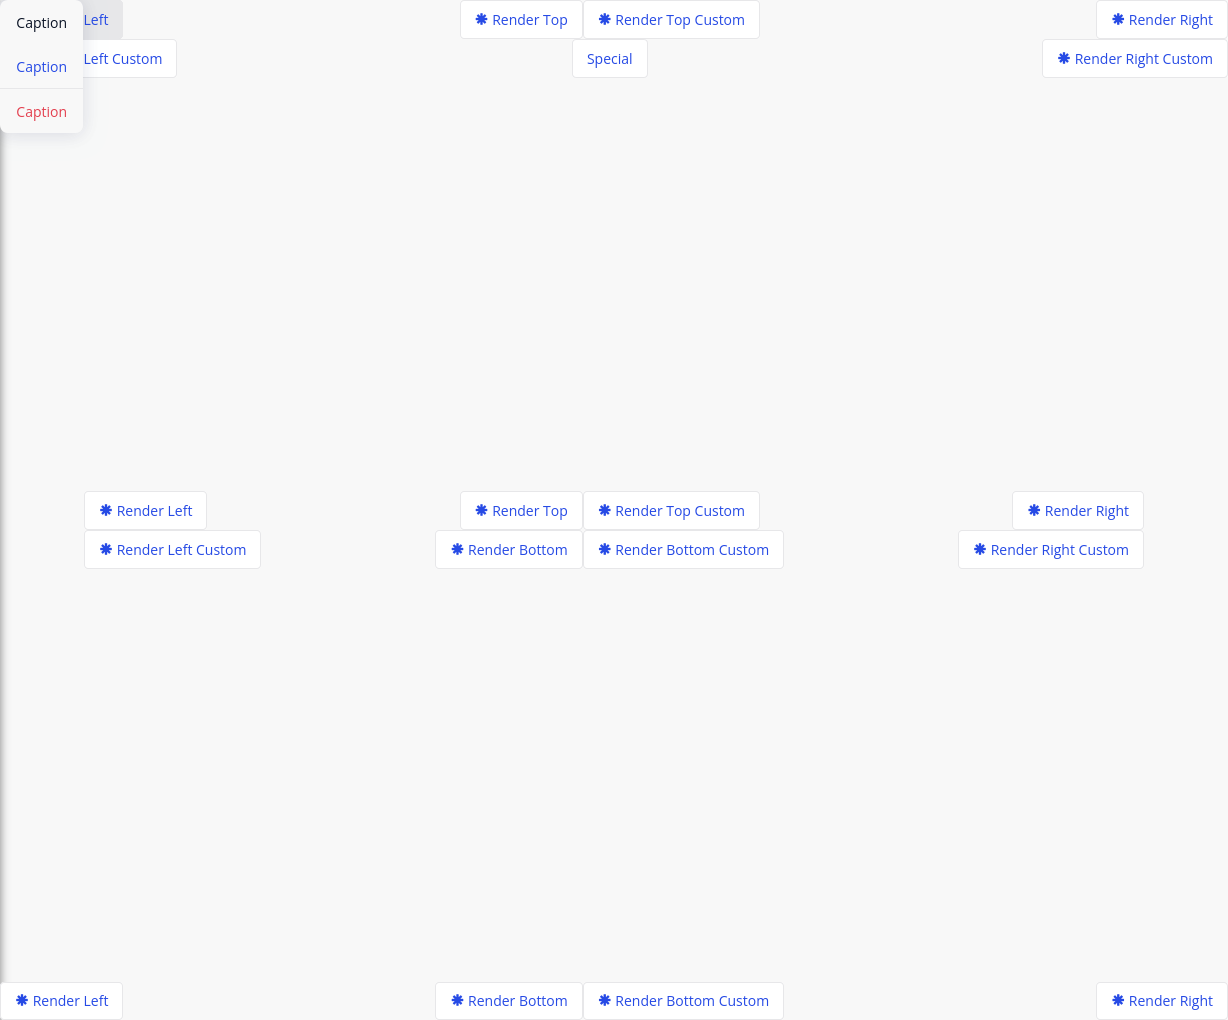 Caption
Left
Render Top
Render Top Custom
Render Right
Caption
Left Custom
Special
Render Right Custom
Caption
Render Left
Render Top
Render Top Custom
Render Right
Render Left Custom
Render Bottom
Render Bottom Custom
Render Right Custom
Render Left
Render Bottom
Render Bottom Custom
Render Right